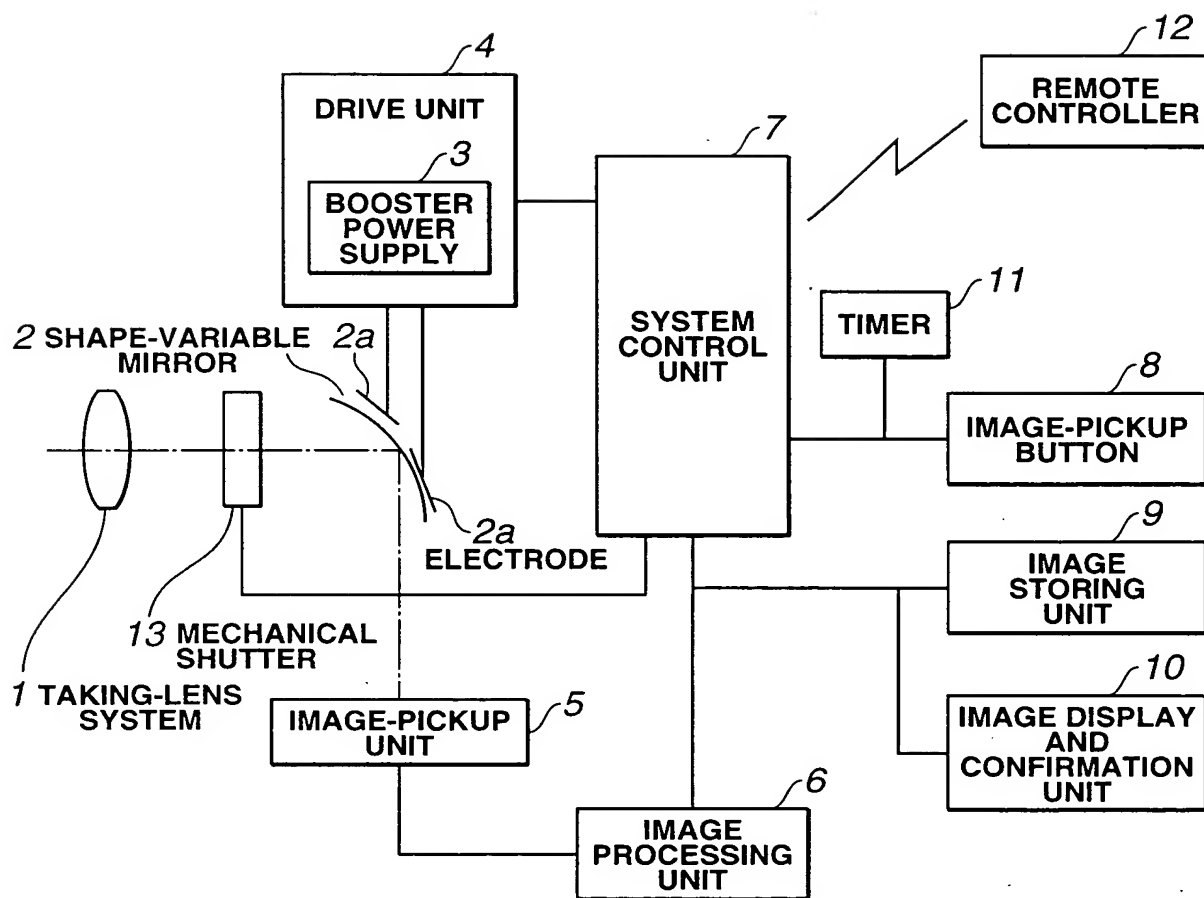 4
12
DRIVE UNIT
REMOTE
CONTROLLER
3
7
BOOSTER
POWER
SUPPLY
11
TIMER
SYSTEM
CONTROL
UNIT
2 SHAPE-VARIABLE
MIRROR
2a
8
IMAGE-PICKUP
BUTTON
2a
ELECTRODE
9
IMAGE
STORING
UNIT
13 MECHANICAL
SHUTTER
1 TAKING-LENS
SYSTEM
5
IMAGE-PICKUP
UNIT
10
IMAGE DISPLAY
AND
CONFIRMATION
UNIT
6
IMAGE
PROCESSING
UNIT